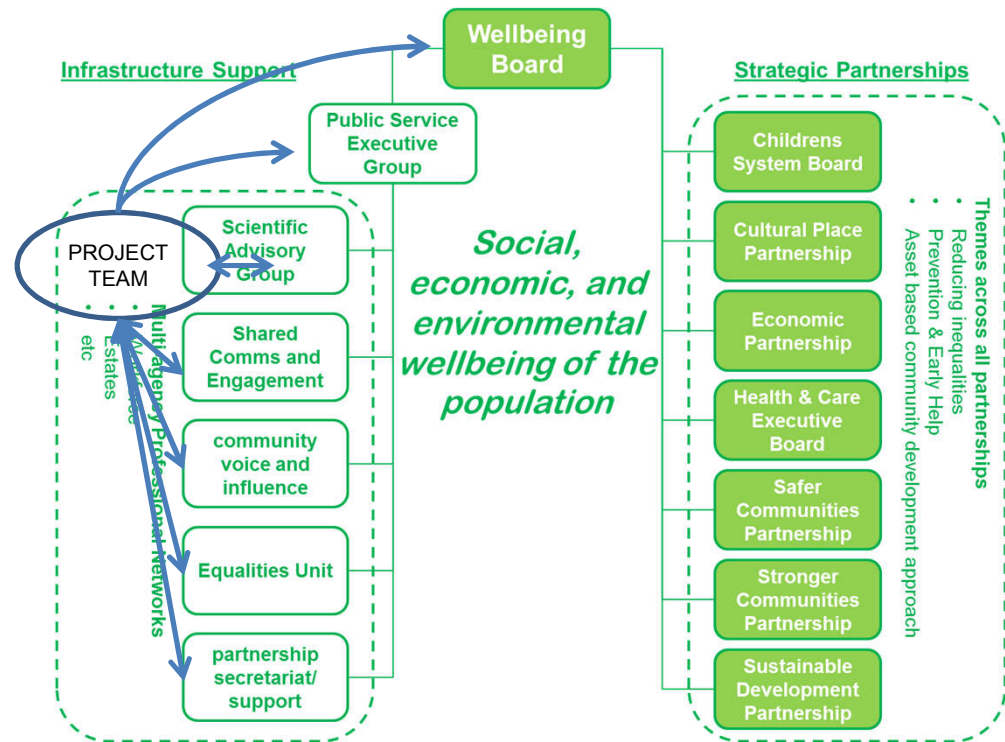 Wellbeing
Board
Infrastructure Support
Strategic Partnerships
Public Service
Executive
Group
PROJECT
TEAM
Scientific
Advisory
Group
Shared
Comms and
Engagement
community
voice and
influence
Equalities Unit
partnership
secretariat/
support
Multi-agency Professional Networks
Estates
etc
Social,
economic, and
environmental
wellbeing of the
population
Childrens
System Board
Cultural Place
Partnership
Economic
Partnership
Health & Care
Executive
Board
Safer
Communities
Partnership
Stronger
Communities
Partnership
Sustainable
Development
Partnership
Themes across all partnerships
• Reducing inequalities
• Prevention & Early Help
• Asset based community development approach